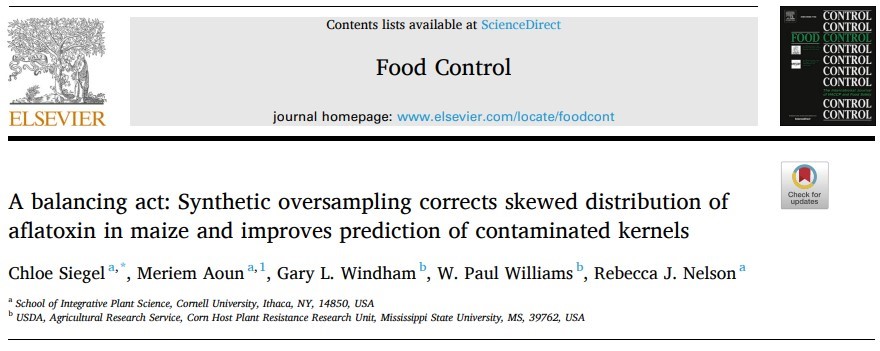 Contents lists available at ScienceDirect
Food Control
journal homepage: www.elsevier.com/locate/foodcont
ELSEVIER
CONTROL
CONTROL
FOOD CONTROL
CONTROL
CONTROL
CONTROL
CONTROL
CONTROL
CONTROL
Check for
updates
A balancing act: Synthetic oversampling corrects skewed distribution of
aflatoxin in maize and improves prediction of contaminated kernels
Chloe Siegel a,*, Meriem Aoun a,1, Gary L. Windham b, W. Paul Williams b, Rebecca J. Nelson a
a School of Integrative Plant Science, Cornell University, Ithaca, NY, 14850, USA
b USDA, Agricultural Research Service, Corn Host Plant Resistance Research Unit, Mississippi State University, MS, 39762, USA